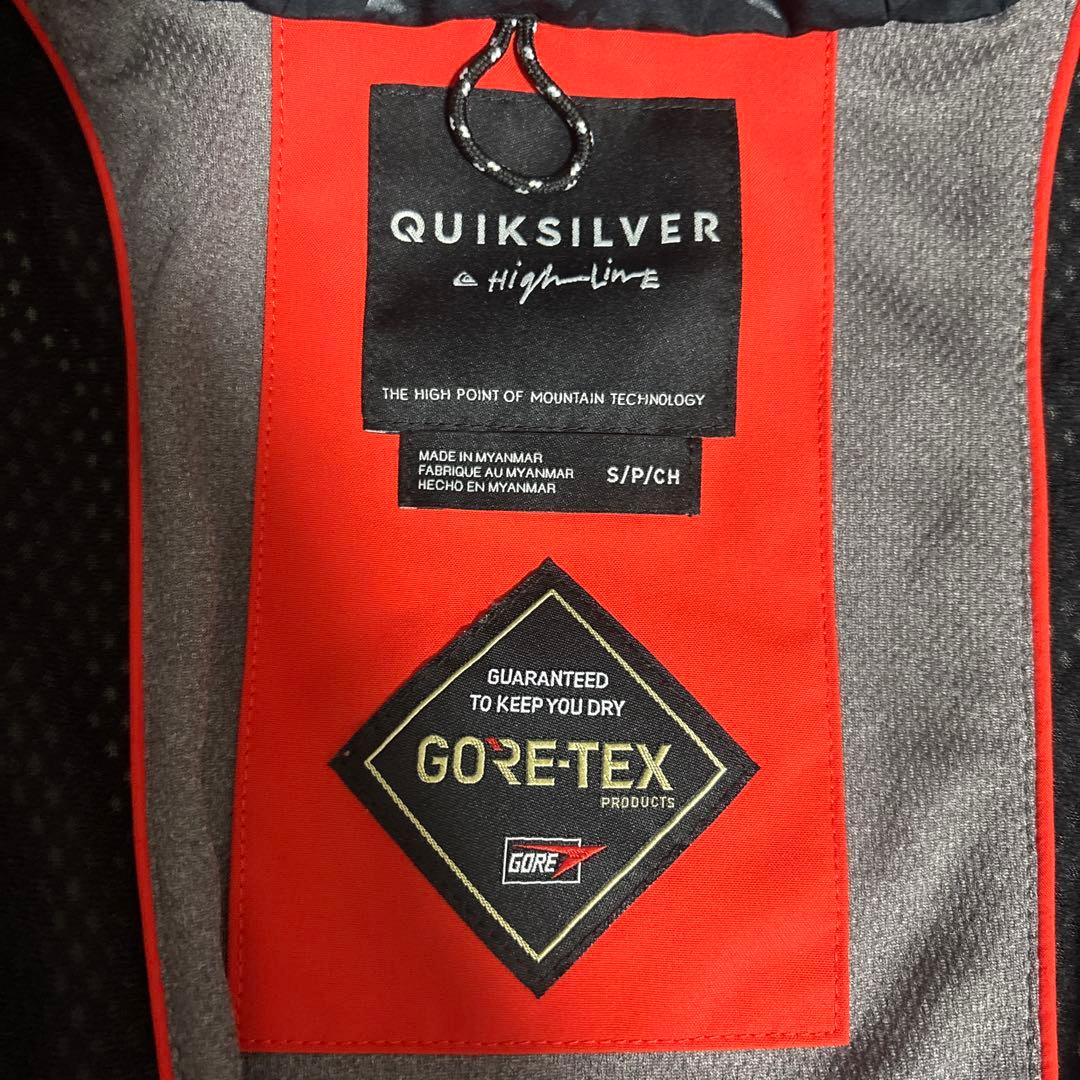 QUIKSILVER
High-LinE
THE HIGH POINT OF MOUNTAIN TECHNOLOGY
MADE IN MYANMAR
FABRIQUE AU MYANMAR
HECHO EN MYANMAR
S/P/CH
GUARANTEED
TO KEEP YOU DRY
GORE-TEX
PRODUCTS
GORE